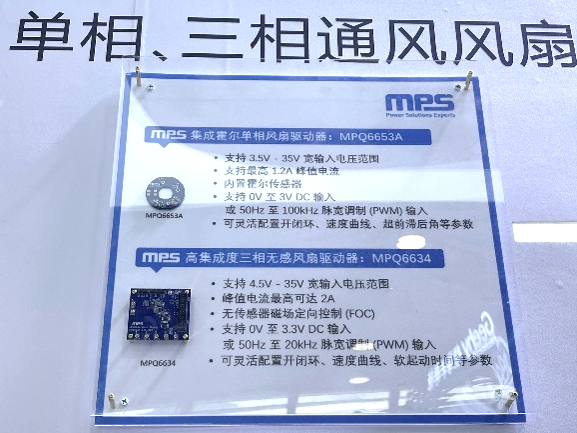 单相、三相通风风扇
MPS
Power Solutions Experts
MPS 集成霍尔单相风扇驱动器：MPQ6653A
• 支持 3.5V - 35V 宽输入电压范围
• 支持最高 1.2A 峰值电流
• 内置霍尔传感器
• 支持 0V 至 3V DC 输入
或 50Hz 至 100kHz 脉宽调制 (PWM) 输入
• 可灵活配置开闭环、速度曲线、超前滞后角等参数
MPQ6653A
MPS 高集成度三相无感风扇驱动器：MPQ6634
• 支持 4.5V - 35V 宽输入电压范围
• 峰值电流最高可达 2A
• 无传感器磁场定向控制 (FOC)
• 支持 0V 至 3.3V DC 输入
或 50Hz 至 20kHz 脉宽调制 (PWM) 输入
• 可灵活配置开闭环、速度曲线、软起动时间等参数
mps
MPQ6634